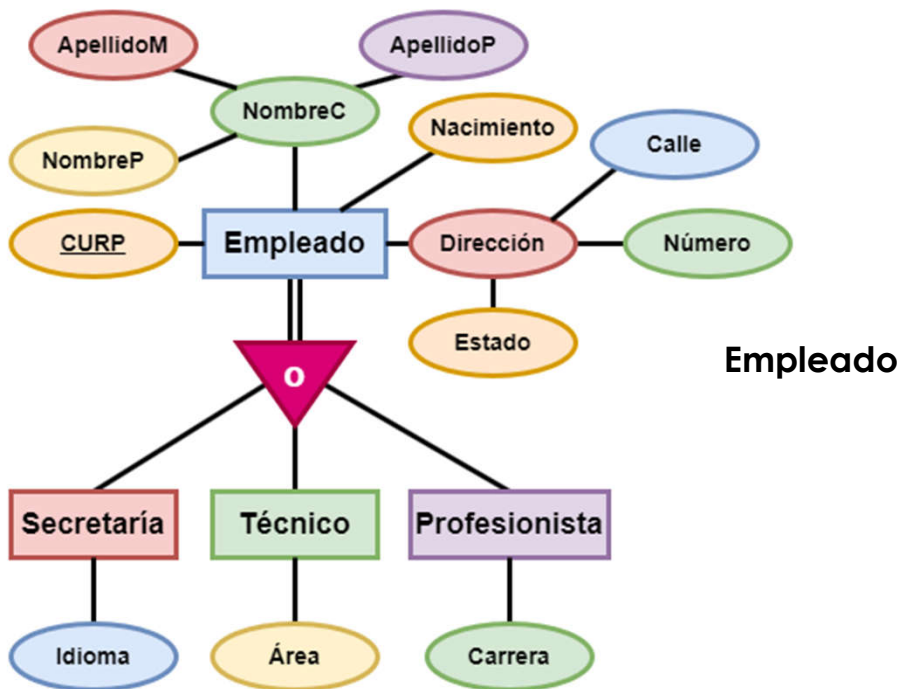 ApellidoM
ApellidoP
NombreC
Nacimiento
Calle
NombreP
CURP
Empleado
Dirección
Número
Estado
Empleado
o
Secretaría
Técnico
Profesionista
Idioma
Área
Carrera